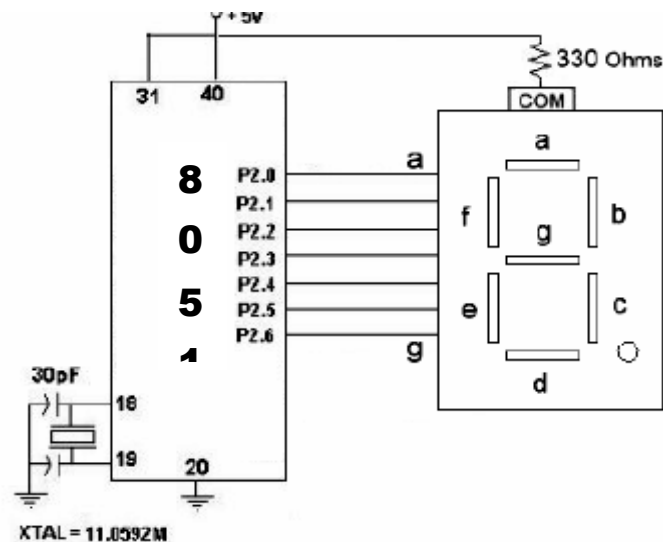 +5V
330 Ohms
31
40
COM
a
8
P2.0
a
P2.1
f
b
0
P2.2
g
P2.3
5
P2.4
e
c
P2.5
1
P2.6
g
d
30pF
18
19
20
XTAL = 11.0592M